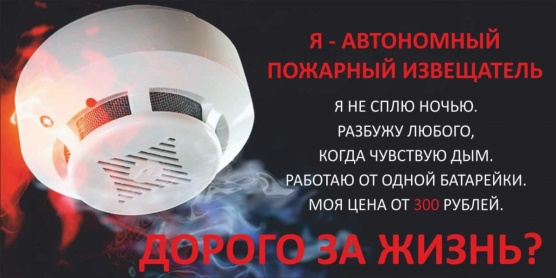 Я - АВТОНОМНЫЙ
ПОЖАРНЫЙ ИЗВЕЩАТЕЛЬ
Я НЕ СПЛЮ НОЧЬЮ.
РАЗБУЖУ ЛЮБОГО,
КОГДА ЧУВСТВУЮ ДЫМ.
РАБОТАЮ ОТ ОДНОЙ БАТАРЕЙКИ.
МОЯ ЦЕНА ОТ 300 РУБЛЕЙ.
ДОРОГО ЗА ЖИЗНЬ?